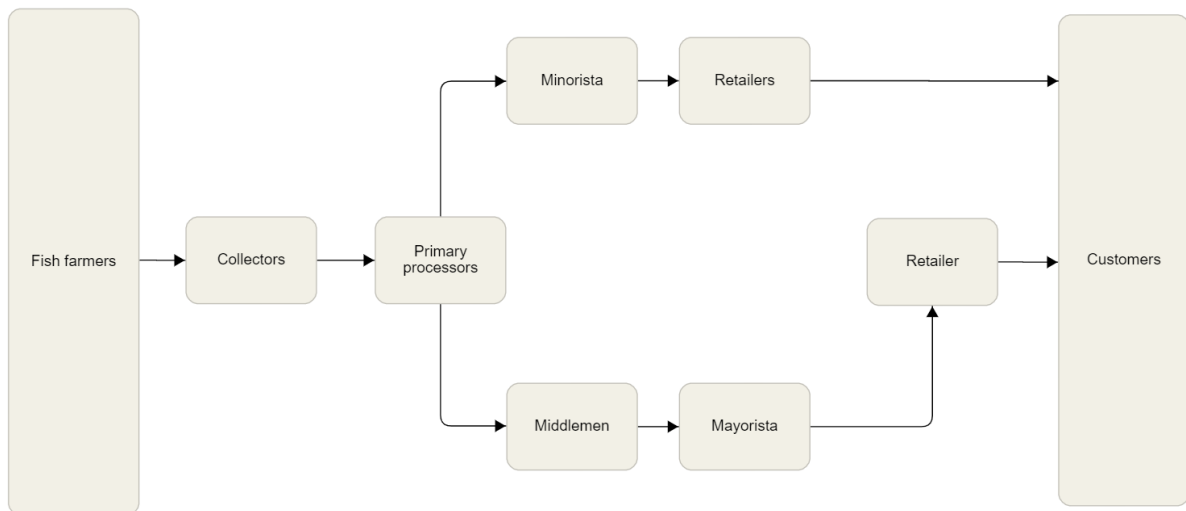 Minorista
Retailers
Fish farmers
Collectors
Primary
processors
Retailer
Customers
Middlemen
Mayorista